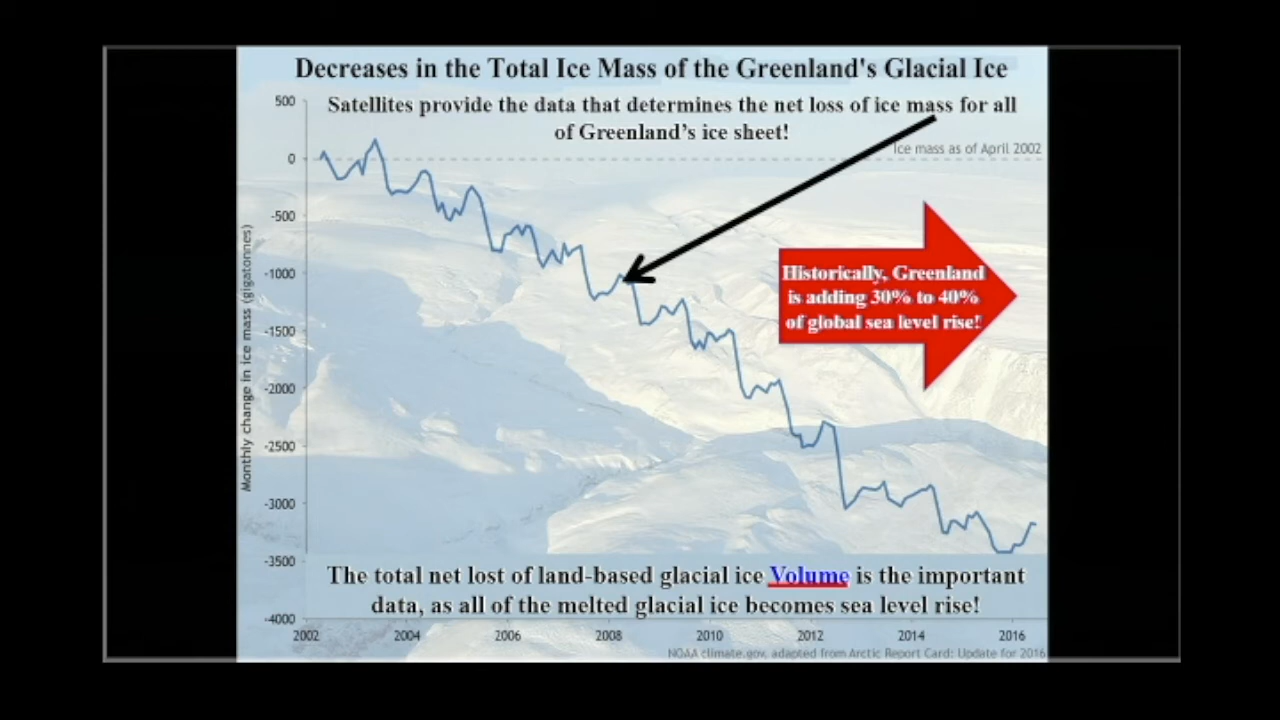 Decreases in the Total Ice Mass of the Greenland's Glacial Ice
Satellites provide the data that determines the net loss of ice mass for all
of Greenland's ice sheet!
Ice mass as of April 2002
500
0
-500
-1000
-1500
-2000
-2500
-3000
-3500
-4000
Monthly change in ice mass (gigatonnes)
Historically, Greenland
is adding 30% to 40%
of global sea level rise!
The total net lost of land-based glacial ice Volume is the important
data, as all of the melted glacial ice becomes sea level rise!
2002 2004 2006 2008 2010 2012 2014 2016
NOAA climate.gov, adapted from Arctic Report Card: Update for 2016